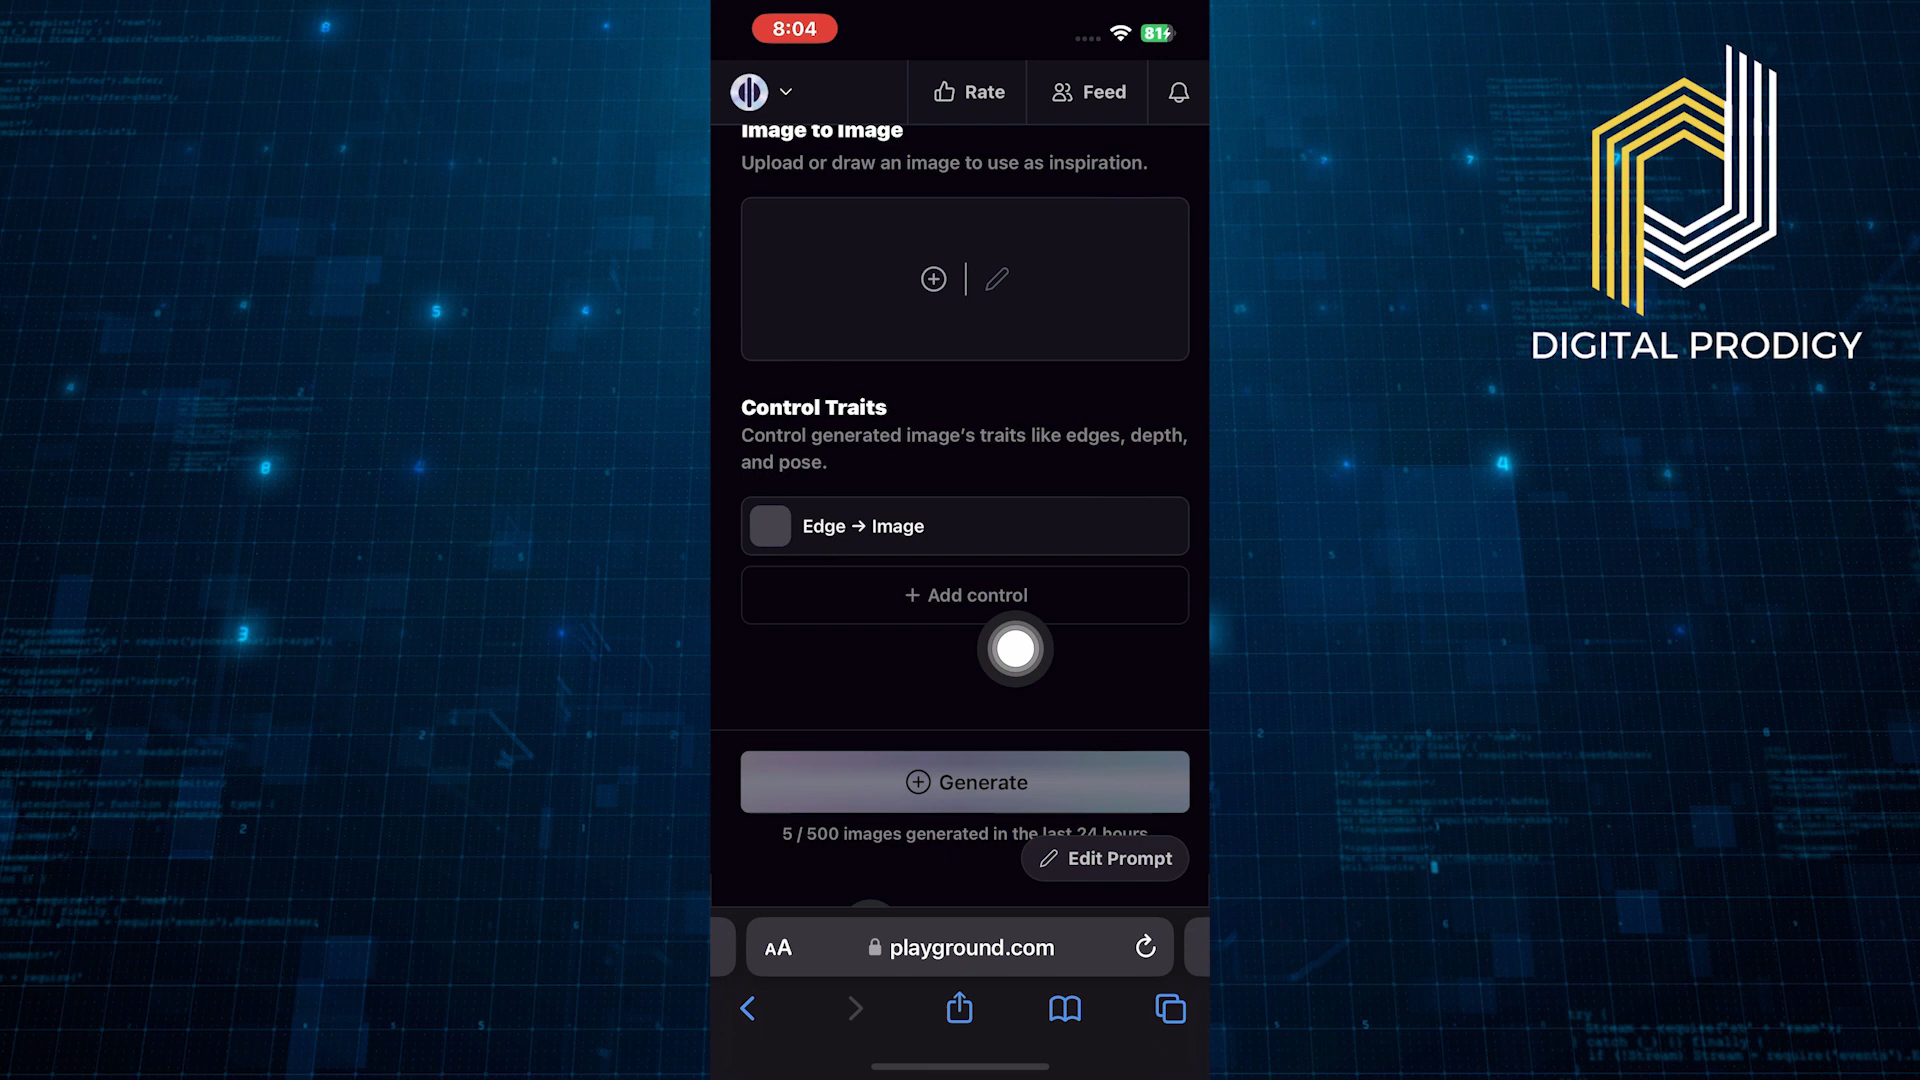 8:04
81
Rate
Feed
Image to Image
Upload or draw an image to use as inspiration.
Control Traits
Control generated image's traits like edges, depth,
and pose.
Edge → Image
+ Add control
Generate
5 / 500 images generated in the last 24 hours
Edit Prompt
AA
playground.com
DIGITAL PRODIGY